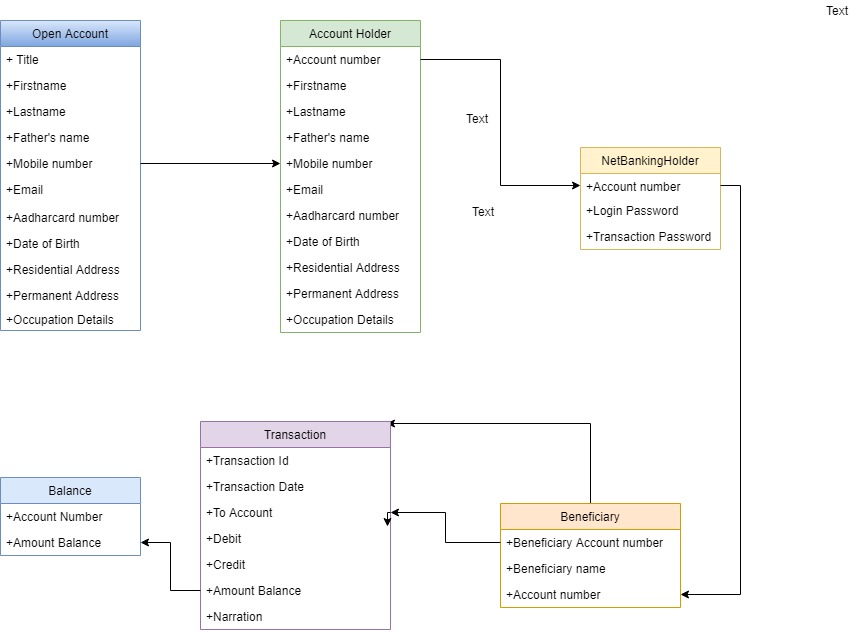 Text
Open Account
+ Title
+Firstname
+Lastname
+Father's name
+Mobile number
+Email
+Aadharcard number
+Date of Birth
+Residential Address
+Permanent Address
+Occupation Details
Account Holder
+Account number
+Firstname
+Lastname
+Father's name
+Mobile number
+Email
+Aadharcard number
+Date of Birth
+Residential Address
+Permanent Address
+Occupation Details
Text
Text
NetBankingHolder
+Account number
+Login Password
+Transaction Password
Balance
+Account Number
+Amount Balance
Transaction
+Transaction Id
+Transaction Date
+To Account
+Debit
+Credit
+Amount Balance
+Narration
Beneficiary
+Beneficiary Account number
+Beneficiary name
+Account number